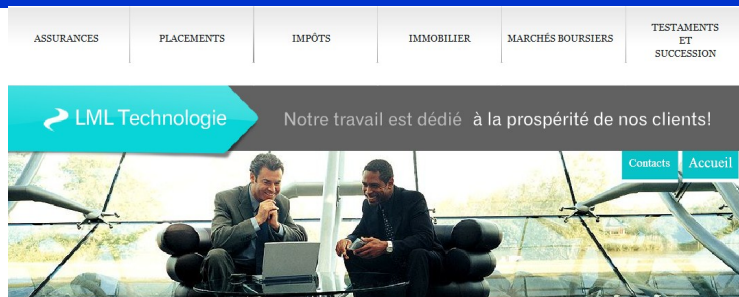 ASSURANCES
PLACEMENTS
IMPÔTS
IMMOBILIER
MARCHÉS BOURSIERS
TESTAMENTS
ET
SUCCESSION
LML Technologie
Notre travail est dédié à la prospérité de nos clients!
Contacts
Accueil